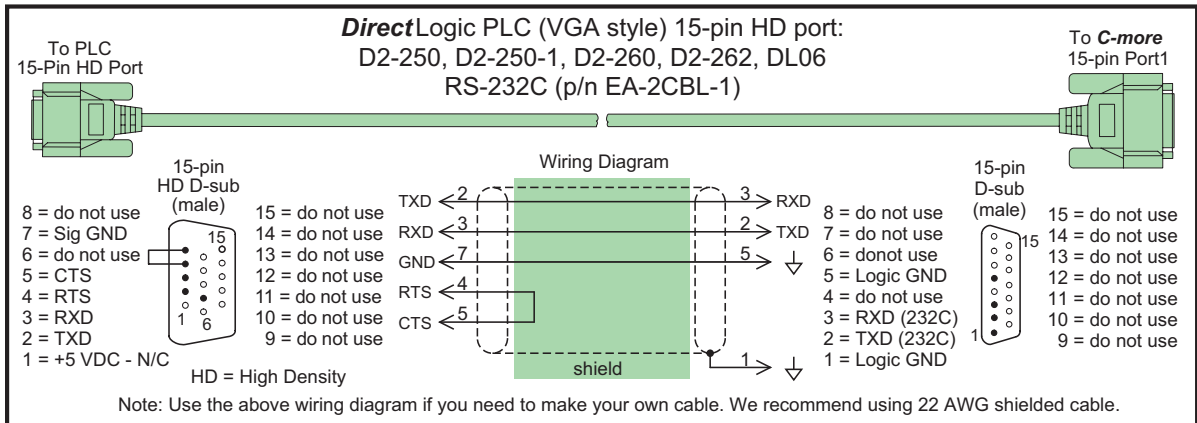 DirectLogic PLC (VGA style) 15-pin HD port:
D2-250, D2-250-1, D2-260, D2-262, DL06
RS-232C (p/n EA-2CBL-1)
To PLC
15-Pin HD Port
To C-more
15-pin Port1
15-pin
HD D-sub
(male)
8 = do not use
7 = Sig GND
6 = do not use
5 = CTS
4 = RTS
3 = RXD
2 = TXD
1 = +5 VDC - N/C
15
1
6
HD = High Density
15 = do not use
14 = do not use
13 = do not use
12 = do not use
11 = do not use
10 = do not use
9 = do not use
Wiring Diagram
TXD 2 3 RXD
RXD 3 2 TXD
GND 7 5
RTS 4
CTS 5
1
shield
8 = do not use
7 = do not use
6 = donot use
5 = Logic GND
4 = do not use
3 = RXD (232C)
2 = TXD (232C)
1 = Logic GND
15-pin
D-sub
(male)
15
1
15 = do not use
14 = do not use
13 = do not use
12 = do not use
11 = do not use
10 = do not use
9 = do not use
Note: Use the above wiring diagram if you need to make your own cable. We recommend using 22 AWG shielded cable.